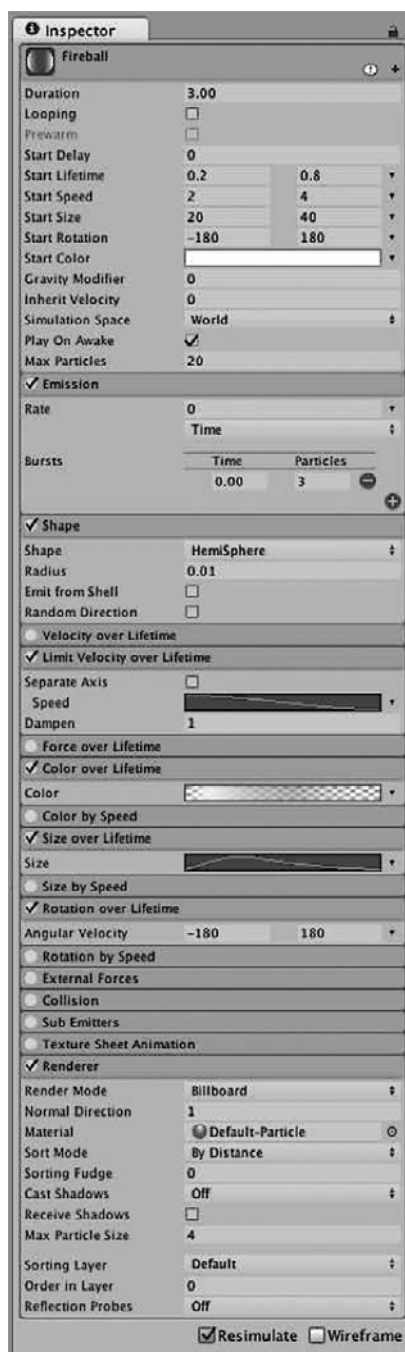 Inspector
Fireball
Duration 3.00
Looping
Prewarm
Start Delay 0
Start Lifetime 0.2 0.8
Start Speed 2 4
Start Size 20 40
Start Rotation -180 180
Start Color
Gravity Modifier 0
Inherit Velocity 0
Simulation Space World
Play On Awake
Max Particles 20
Emission
Rate 0
Time
Bursts Time Particles
0.00 3
Shape
Shape HemiSphere
Radius 0.01
Emit from Shell
Random Direction
Velocity over Lifetime
Limit Velocity over Lifetime
Separate Axis
Speed
Dampen 1
Force over Lifetime
Color over Lifetime
Color
Color by Speed
Size over Lifetime
Size
Size by Speed
Rotation over Lifetime
Angular Velocity -180 180
Rotation by Speed
External Forces
Collision
Sub Emitters
Texture Sheet Animation
Renderer
Render Mode Billboard
Normal Direction 1
Material Default-Particle
Sort Mode By Distance
Sorting Fudge 0
Cast Shadows Off
Receive Shadows
Max Particle Size 4
Sorting Layer Default
Order in Layer 0
Reflection Probes Off
Resimulate Wireframe